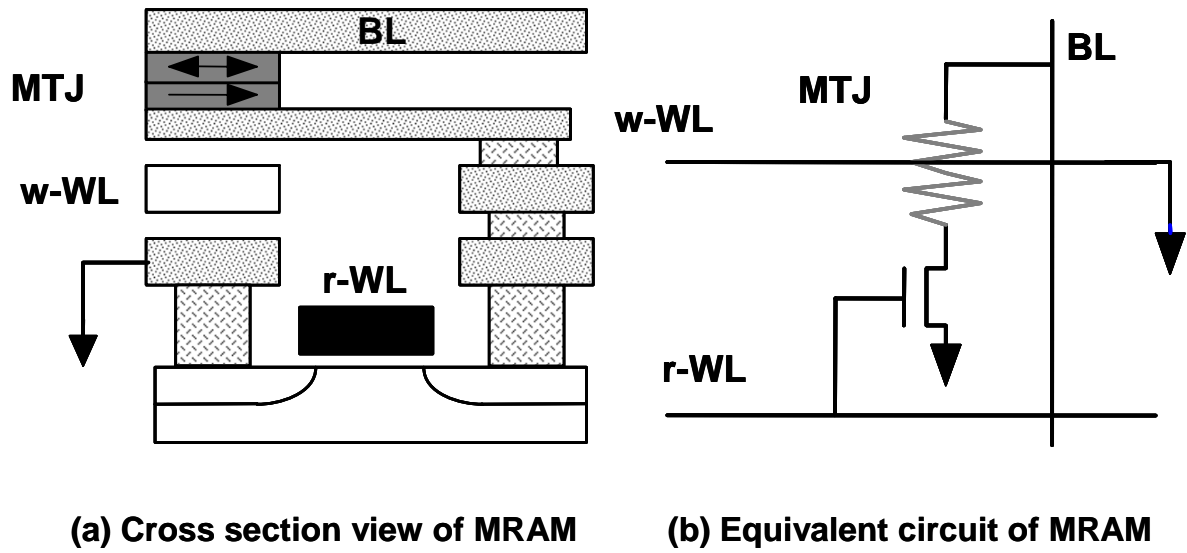 BL
MTJ
w-WL
r-WL
(a) Cross section view of MRAM
BL
MTJ
w-WL
r-WL
(b) Equivalent circuit of MRAM